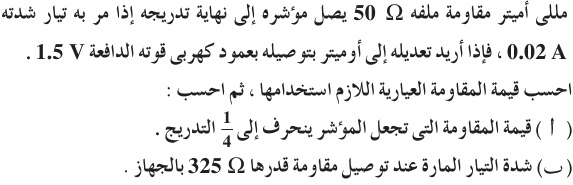 مللى أميتر مقاومة ملفه 50 Ω يصل مؤشره إلى نهاية تدريجه إذا مر به تيار شدته
0.02 A ، فإذا أريد تعديله إلى أوميتر بتوصيله بعمود كهربى قوته الدافعة 1.5 V .
احسب قيمة المقاومة العيارية اللازم استخدامها ، ثم احسب :
( أ ) قيمة المقاومة التى تجعل المؤشر ينحرف إلى 1/4 التدريج .
(ب) شدة التيار المارة عند توصيل مقاومة قدرها 325 Ω بالجهاز .